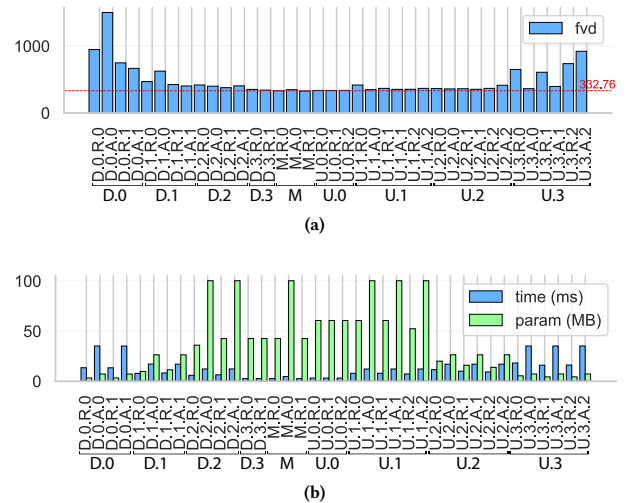 1000
0
fvd
332.76
D.0.R.0
D.0.A.0
D.0.R.1
D.0.A.1
D.1.R.0
D.1.A.0
D.1.R.1
D.1.A.1
D.2.R.0
D.2.A.0
D.2.R.1
D.2.A.1
D.3.R.0
D.3.R.1
M.R.0
M.A.0
M.R.1
U.0.R.0
U.0.R.1
U.0.R.2
U.1.R.0
U.1.A.0
U.1.R.1
U.1.A.1
U.1.R.2
U.1.A.2
U.2.R.0
U.2.A.0
U.2.R.1
U.2.A.1
U.2.R.2
U.2.A.2
U.3.R.0
U.3.A.0
U.3.R.1
U.3.A.1
U.3.R.2
U.3.A.2
D.0 D.1 D.2 D.3 M U.0 U.1 U.2 U.3
(a)
100
50
0
time (ms)
param (MB)
D.0.R.0
D.0.A.0
D.0.R.1
D.0.A.1
D.1.R.0
D.1.A.0
D.1.R.1
D.1.A.1
D.2.R.0
D.2.A.0
D.2.R.1
D.2.A.1
D.3.R.0
D.3.R.1
M.R.0
M.A.0
M.R.1
U.0.R.0
U.0.R.1
U.0.R.2
U.1.R.0
U.1.A.0
U.1.R.1
U.1.A.1
U.1.R.2
U.1.A.2
U.2.R.0
U.2.A.0
U.2.R.1
U.2.A.1
U.2.R.2
U.2.A.2
U.3.R.0
U.3.A.0
U.3.R.1
U.3.A.1
U.3.R.2
U.3.A.2
D.0 D.1 D.2 D.3 M U.0 U.1 U.2 U.3
(b)